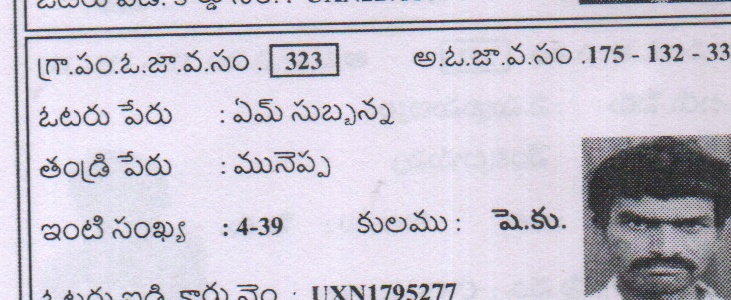 గ్రా.పం.ఓ.జా.వ.సం . 323 అ.ఓ.జా.వ.సం .175 - 132 - 33
ఓటరు పేరు : ఏమ్ సుబ్బన్న
తండ్రి పేరు : మునెప్ప
ఇంటి సంఖ్య : 4-39 కులము : షె.కు.
ఓటరు ఐడి. కార్డు నెం. : UXN1795277